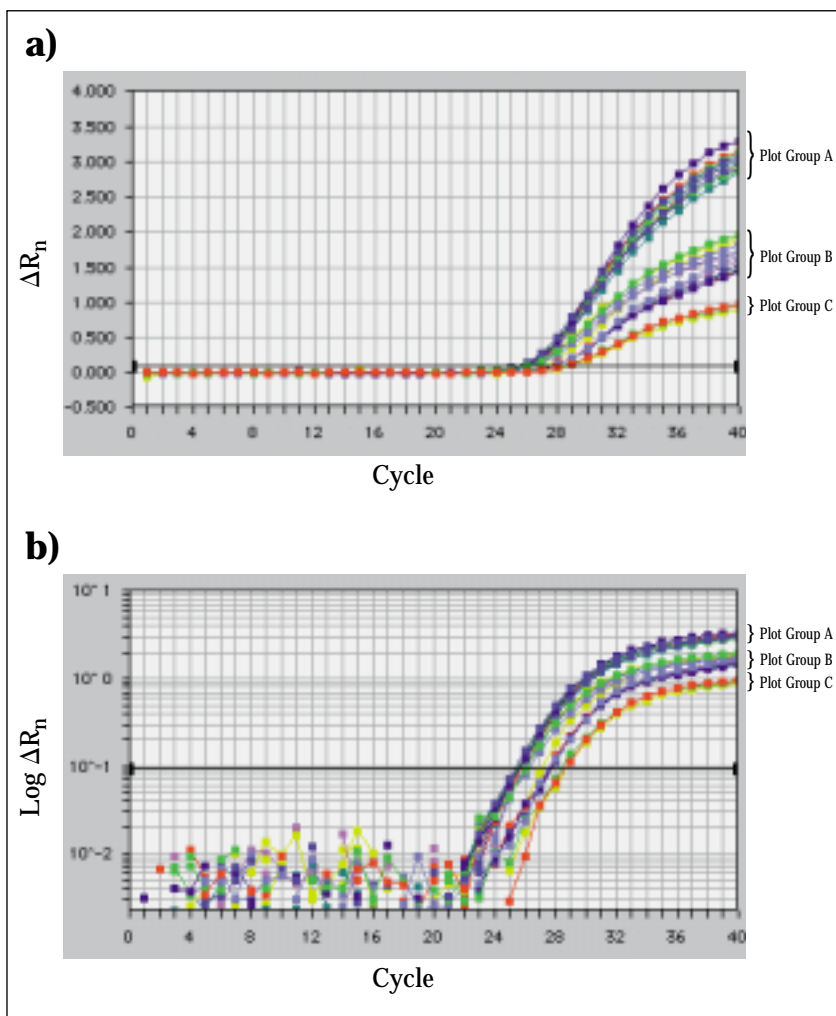 a)
4.000
3.500
3.000
2.500
2.000
1.500
1.000
0.500
0.000
-0.500
0 4 8 12 16 20 24 28 32 36 40
ΔRn
Cycle
} Plot Group A
} Plot Group B
} Plot Group C
b)
10^1
10^0
10^-1
10^-2
0 4 8 12 16 20 24 28 32 36 40
Log ΔRn
Cycle
} Plot Group A
} Plot Group B
} Plot Group C